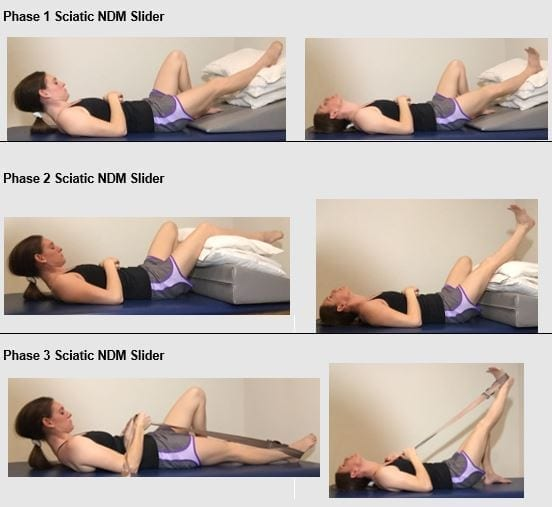 Phase 1 Sciatic NDM Slider
Phase 2 Sciatic NDM Slider
Phase 3 Sciatic NDM Slider